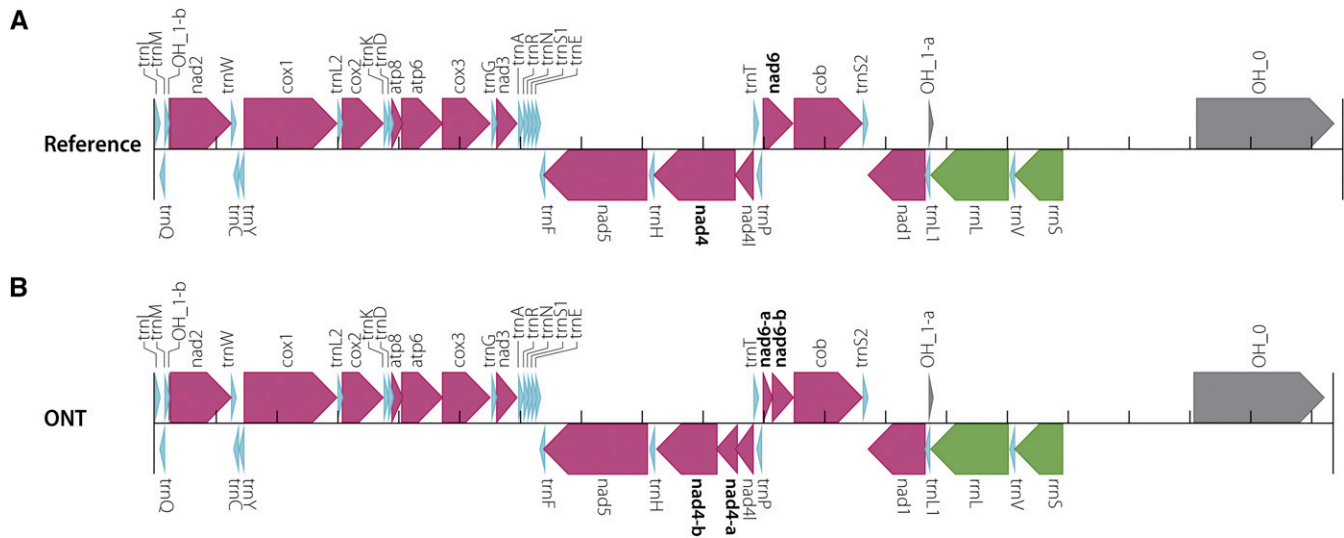 A
trnI
trnM
OH_1-b
nad2
trnW
cox1
trnL2
cox2
trnK
trnD
atp8
atp6
cox3
trnG
nad3
trnA
trnR
trnN
trnS1
trnE
trnT
nad6
cob
trnS2
OH_1-a
OH_0
Reference
trnQ
trnC
trnY
trnF
nad5
trnH
nad4
nad4l
trnP
nad1
trnL1
rrnL
trnV
rrnS
B
trnI
trnM
OH_1-b
nad2
trnW
cox1
trnL2
cox2
trnK
trnD
atp8
atp6
cox3
trnG
nad3
trnA
trnR
trnN
trnS1
trnE
trnT
nad6-a
nad6-b
cob
trnS2
OH_1-a
OH_0
ONT
trnQ
trnC
trnY
trnF
nad5
trnH
nad4-b
nad4-a
nad4l
trnP
nad1
trnL1
rrnL
trnV
rrnS